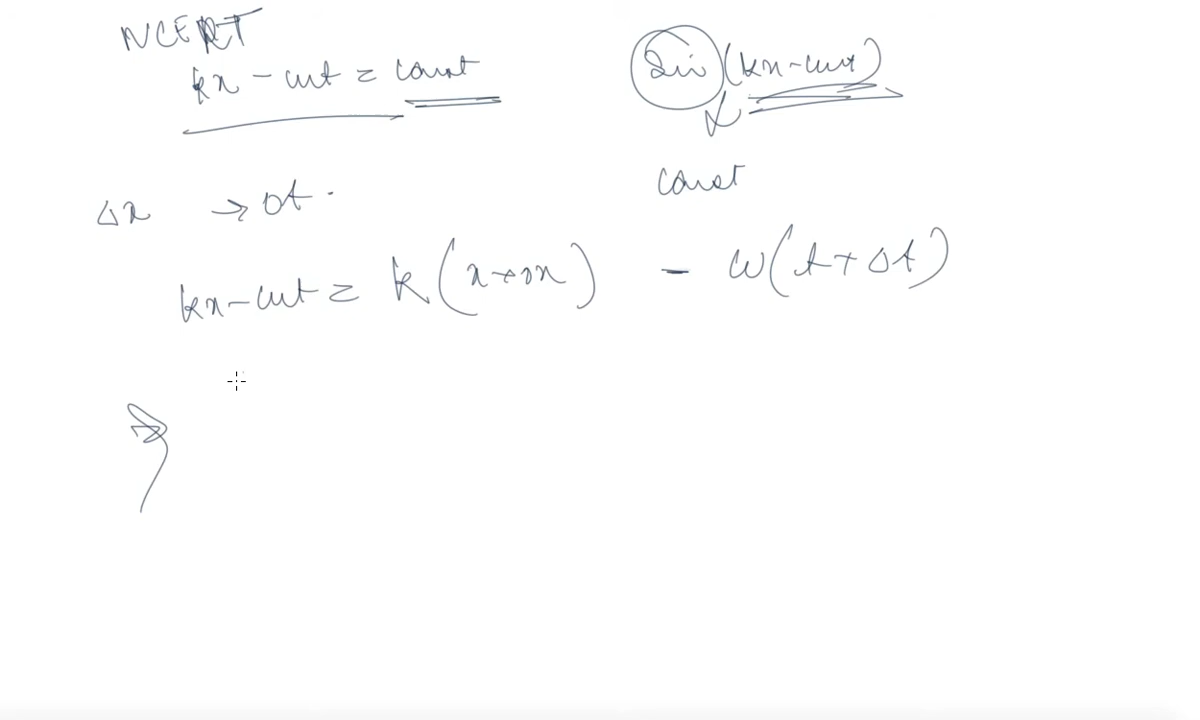 NCERT
kx - ωt = const
Sin (kx - ωt)
const
Δx → Δt.
kx - ωt = k(x + Δx) - ω(t + Δt)